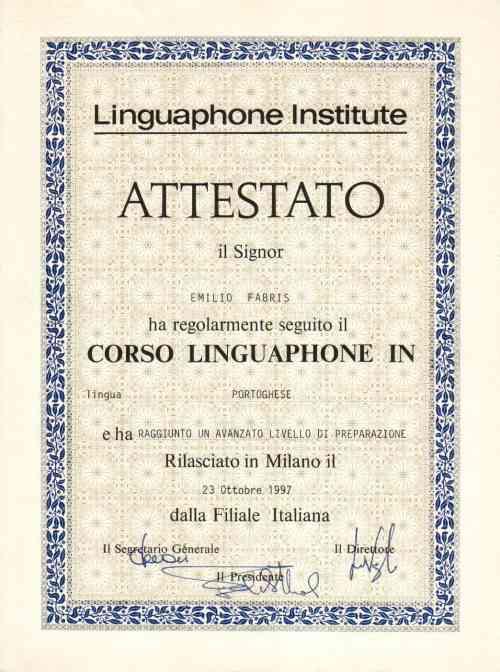 Linguaphone Institute
ATTESTATO
il Signor
EMILIO FABRIS
ha regolarmente seguito il
CORSO LINGUAPHONE IN
lingua PORTOGHESE
e ha RAGGIUNTO UN AVANZATO LIVELLO DI PREPARAZIONE
Rilasciato in Milano il
23 Ottobre 1997
dalla Filiale Italiana
Il Segretario Generale Il Direttore
Il Presidente